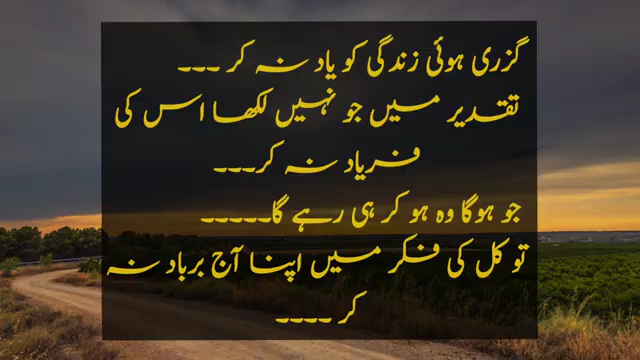 گزری ہوئی زندگی کو یاد نہ کر ---
تقدیر میں جو نہیں لکھا اس کی
فریاد نہ کر---
جو ہوگا وہ ہو کر ہی رہے گا-----
تو کل کی فکر میں اپنا آج برباد نہ
کر ----